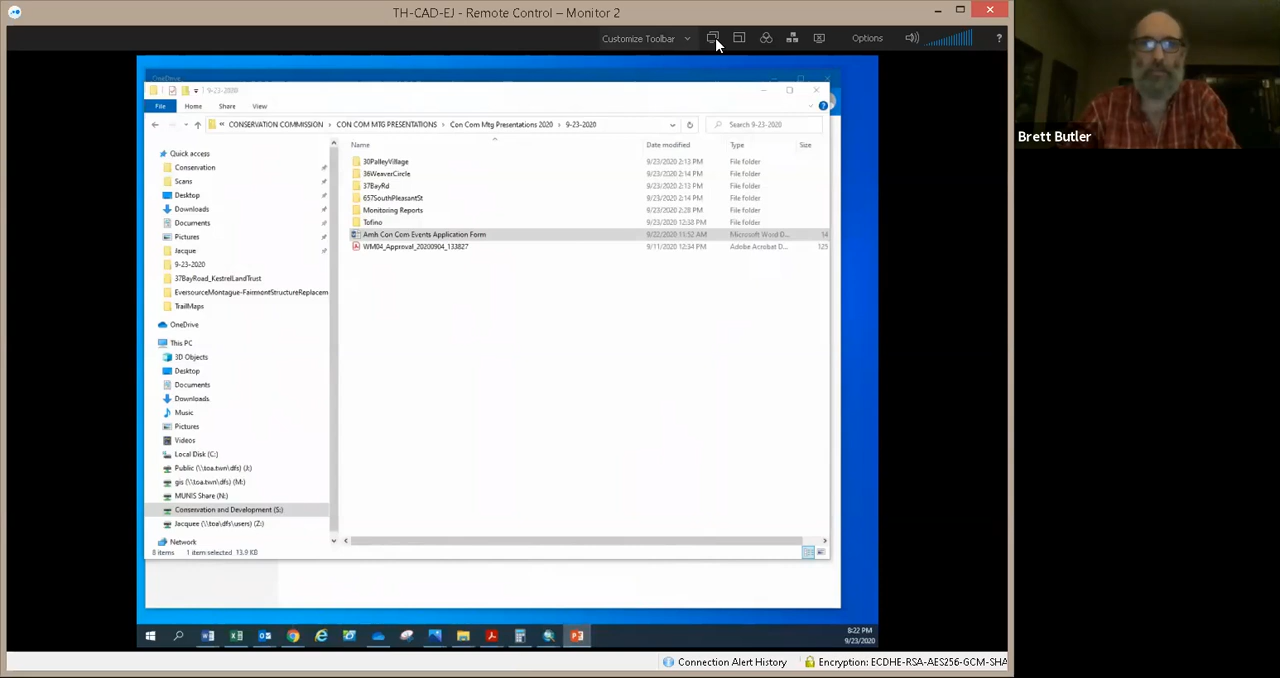 TH-CAD-EJ - Remote Control – Monitor 2
Customize Toolbar
Options
?
Brett Butler
OneDrive
9-23-2020
File Home Share View
« CONSERVATION COMMISSION > CON COM MTG PRESENTATIONS > Con Com Mtg Presentations 2020 > 9-23-2020
Search 9-23-2020
Name Date modified Type Size
Quick access
Conservation
Scans
Desktop
Downloads
Documents
Pictures
Jacque
9-23-2020
37BayRoad_KestrelLandTrust
EversourceMontague-FairmontStructureReplacem
TrailMaps
OneDrive
This PC
3D Objects
Desktop
Documents
Downloads
Music
Pictures
Videos
Local Disk (C:)
Public (\\toa.twn\dfs) (J:)
gis (\\toa.twn\dfs) (M:)
MUNIS Share (N:)
Conservation and Development (S:)
Jacquee (\\toa\dfs\users) (Z:)
Network
30PalleyVillage 9/23/2020 2:13 PM File folder
36WeaverCircle 9/23/2020 2:14 PM File folder
37BayRd 9/23/2020 2:13 PM File folder
657SouthPleasantSt 9/23/2020 2:14 PM File folder
Monitoring Reports 9/23/2020 2:28 PM File folder
Tofino 9/23/2020 12:38 PM File folder
Amh Con Com Events Application Form 9/22/2020 11:52 AM Microsoft Word D... 14
WM04_Approval_20200904_133827 9/11/2020 12:34 PM Adobe Acrobat D... 125
8 items 1 item selected 13.9 KB
8:22 PM
9/23/2020
Connection Alert History
Encryption: ECDHE-RSA-AES256-GCM-SHA